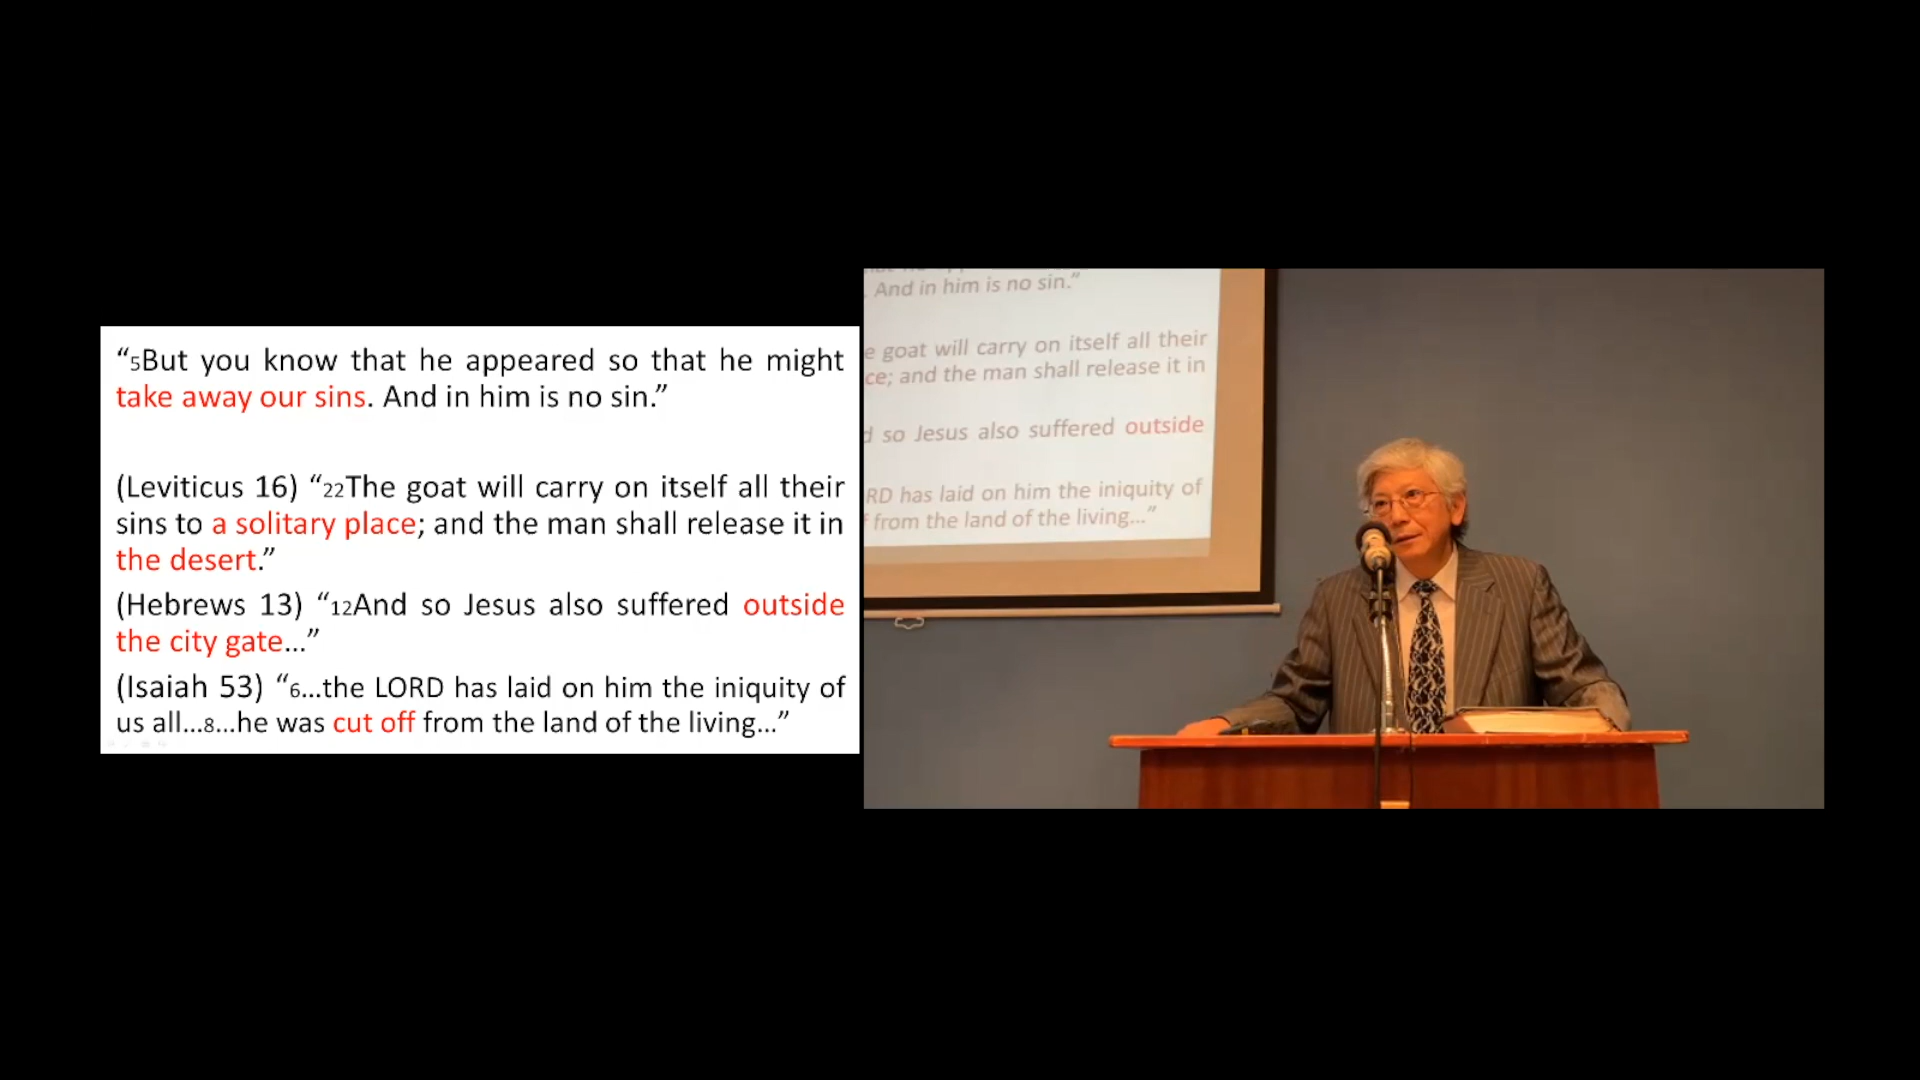 “5But you know that he appeared so that he might
take away our sins. And in him is no sin.”
(Leviticus 16) “22The goat will carry on itself all their
sins to a solitary place; and the man shall release it in
the desert.”
(Hebrews 13) “12And so Jesus also suffered outside
the city gate...”
(Isaiah 53) “6...the LORD has laid on him the iniquity of
us all...8...he was cut off from the land of the living...”
. And in him is no sin.”
e goat will carry on itself all their
ce; and the man shall release it in
d so Jesus also suffered outside
RD has laid on him the iniquity of
from the land of the living...”